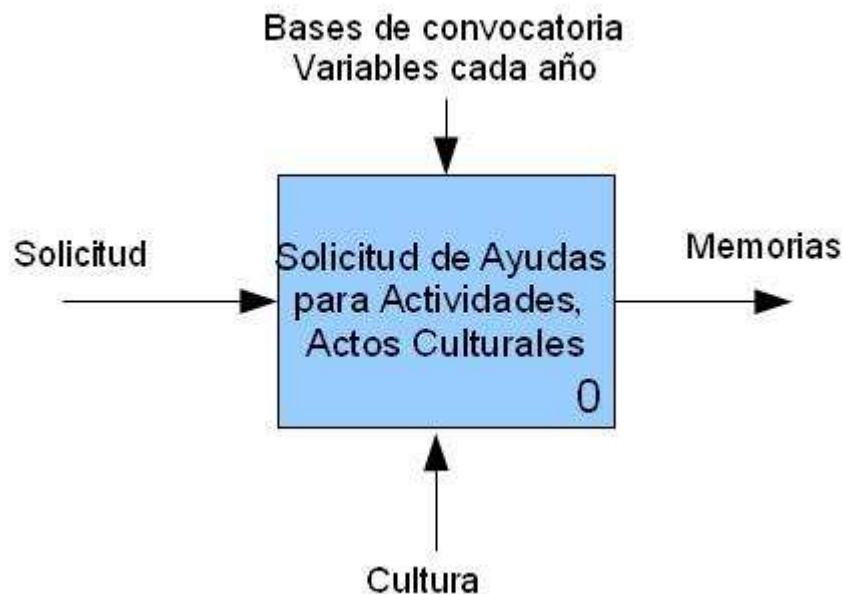 Bases de convocatoria
Variables cada año
Solicitud
Solicitud de Ayudas
para Actividades,
Actos Culturales
0
Memorias
Cultura